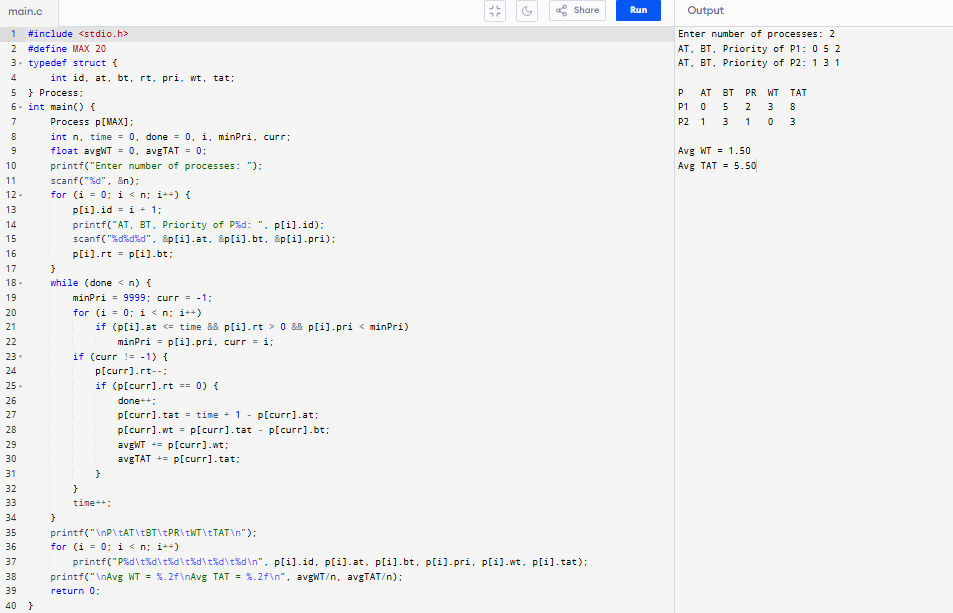 main.c
Share
Run
Output
1 #include <stdio.h>
2 #define MAX 20
3 typedef struct {
4 int id, at, bt, rt, pri, wt, tat;
5 } Process;
6 int main() {
7 Process p[MAX];
8 int n, time = 0, done = 0, i, minPri, curr;
9 float avgWT = 0, avgTAT = 0;
10 printf("Enter number of processes: ");
11 scanf("%d", &n);
12 for (i = 0; i < n; i++) {
13 p[i].id = i + 1;
14 printf("AT, BT, Priority of P%d: ", p[i].id);
15 scanf("%d%d%d", &p[i].at, &p[i].bt, &p[i].pri);
16 p[i].rt = p[i].bt;
17 }
18 while (done < n) {
19 minPri = 9999; curr = -1;
20 for (i = 0; i < n; i++)
21 if (p[i].at <= time && p[i].rt > 0 && p[i].pri < minPri)
22 minPri = p[i].pri, curr = i;
23 if (curr != -1) {
24 p[curr].rt--;
25 if (p[curr].rt == 0) {
26 done++;
27 p[curr].tat = time + 1 - p[curr].at;
28 p[curr].wt = p[curr].tat - p[curr].bt;
29 avgWT += p[curr].wt;
30 avgTAT += p[curr].tat;
31 }
32 }
33 time++;
34 }
35 printf("\nP\tAT\tBT\tPR\tWT\tTAT\n");
36 for (i = 0; i < n; i++)
37 printf("P%d\t%d\t%d\t%d\t%d\t%d\n", p[i].id, p[i].at, p[i].bt, p[i].pri, p[i].wt, p[i].tat);
38 printf("\nAvg WT = %.2f\nAvg TAT = %.2f\n", avgWT/n, avgTAT/n);
39 return 0;
40 }
Enter number of processes: 2
AT, BT, Priority of P1: 0 5 2
AT, BT, Priority of P2: 1 3 1
P AT BT PR WT TAT
P1 0 5 2 3 8
P2 1 3 1 0 3
Avg WT = 1.50
Avg TAT = 5.50